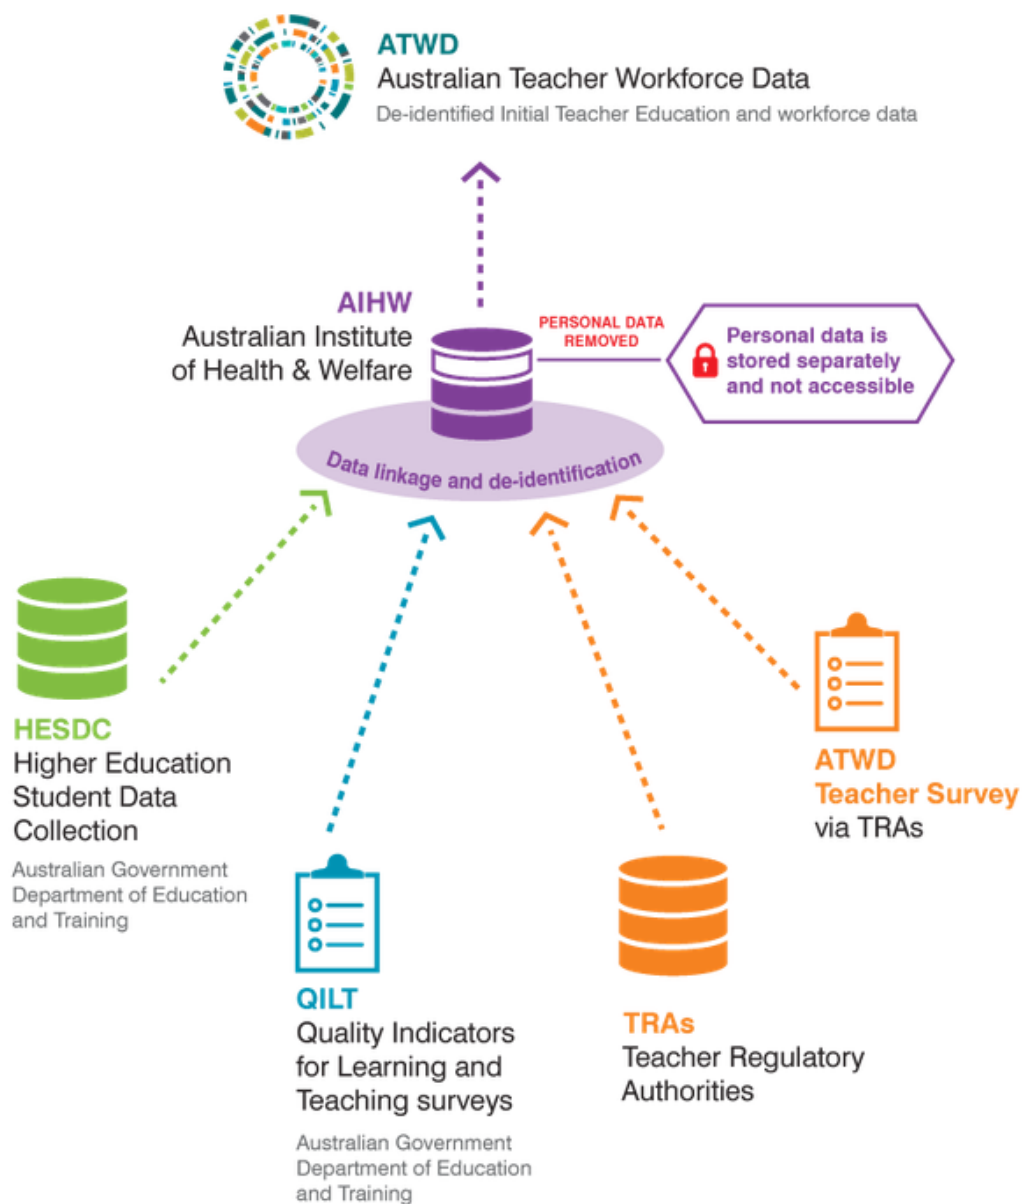 ATWD
Australian Teacher Workforce Data
De-identified Initial Teacher Education and workforce data
AIHW
Australian Institute
of Health & Welfare
PERSONAL DATA
REMOVED
Personal data is
stored separately
and not accessible
Data linkage and de-identification
HESDC
Higher Education
Student Data
Collection
Australian Government
Department of Education
and Training
QILT
Quality Indicators
for Learning and
Teaching surveys
Australian Government
Department of Education
and Training
TRAs
Teacher Regulatory
Authorities
ATWD
Teacher Survey
via TRAs